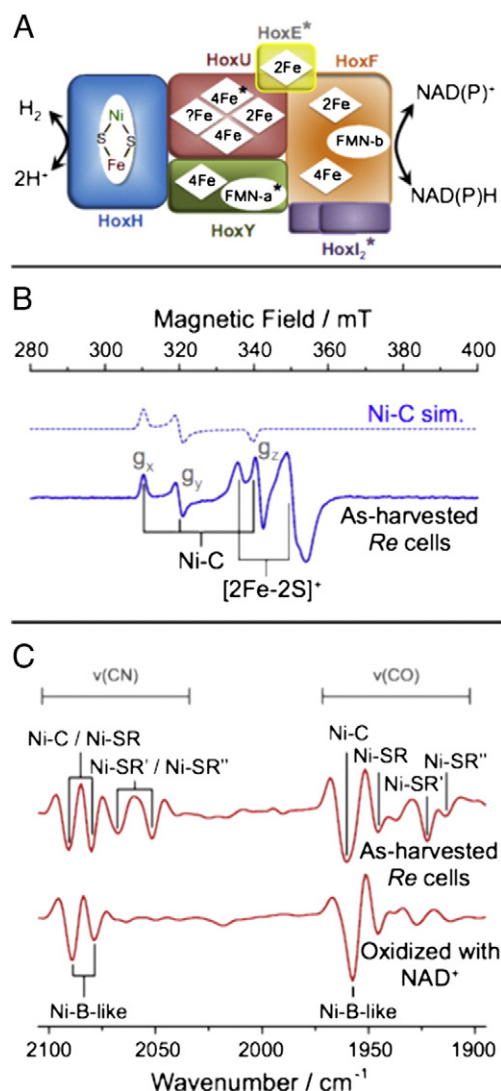 A
HoxE*
HoxU
HoxF
2Fe
4Fe*
?Fe
2Fe
4Fe
2Fe
FMN-b
4Fe
H₂
Ni
S
S
Fe
2H⁺
4Fe
FMN-a*
NAD(P)⁺
NAD(P)H
HoxH
HoxY
HoxI₂*
B
Magnetic Field / mT
280 300 320 340 360 380 400
Ni-C sim.
gx
gy
gz
As-harvested
Re cells
Ni-C
[2Fe-2S]⁺
C
ν(CN)
ν(CO)
Ni-C / Ni-SR
Ni-SR' / Ni-SR''
Ni-C
Ni-SR
Ni-SR'
Ni-SR''
As-harvested
Re cells
Oxidized with
NAD⁺
Ni-B-like
Ni-B-like
2100 2050 2000 1950 1900
Wavenumber / cm⁻¹